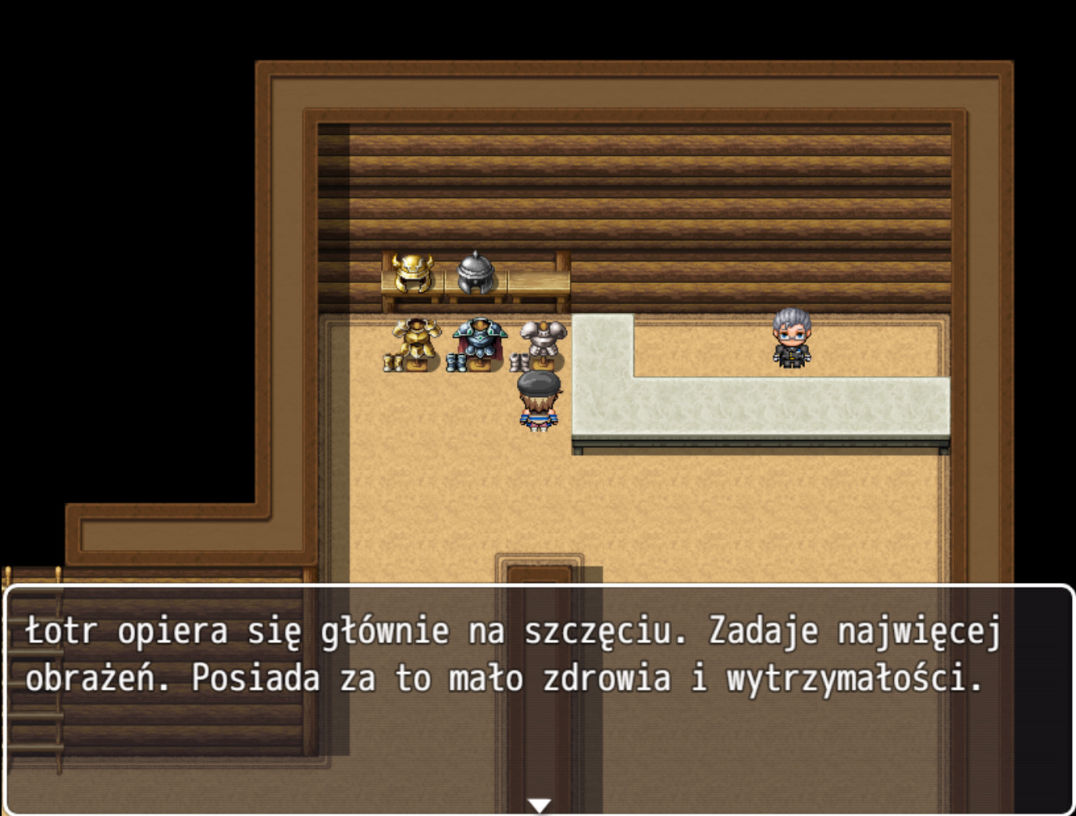 Łotr opiera się głównie na szczęciu. Zadaje najwięcej
obrażeń. Posiada za to mało zdrowia i wytrzymałości.